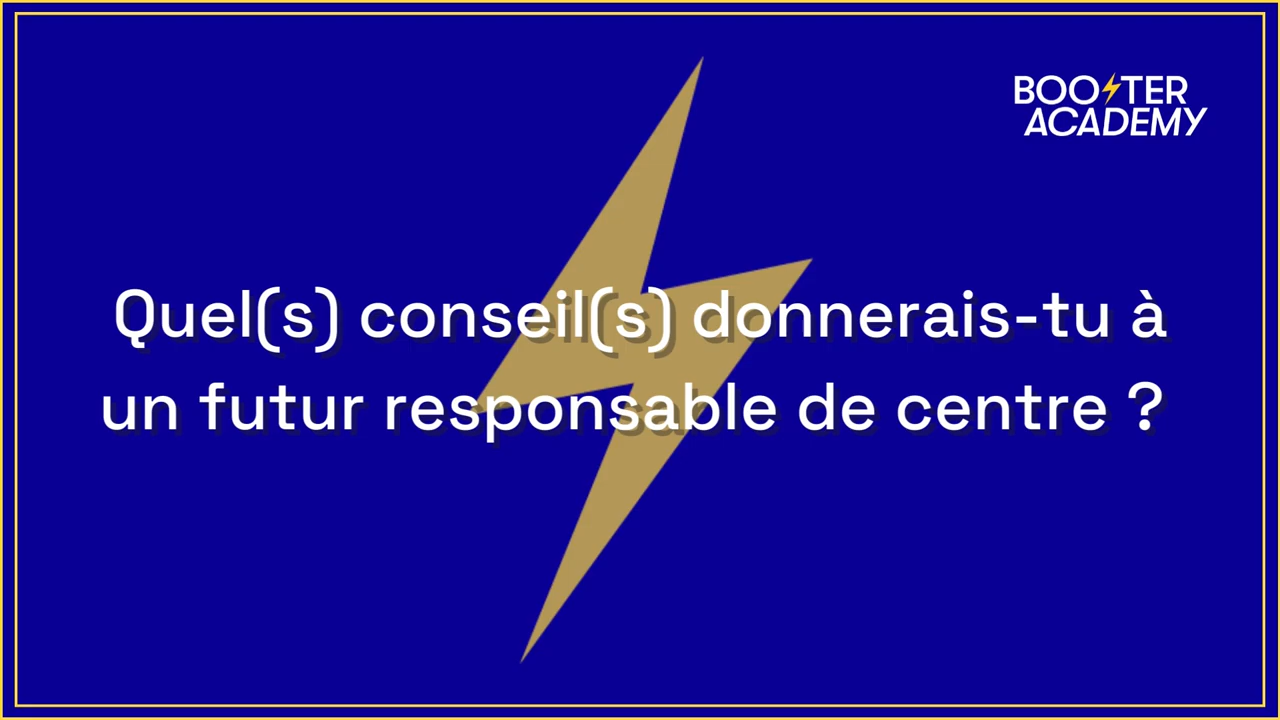 BOOSTER
ACADEMY
Quel(s) conseil(s) donnerais-tu à
un futur responsable de centre ?